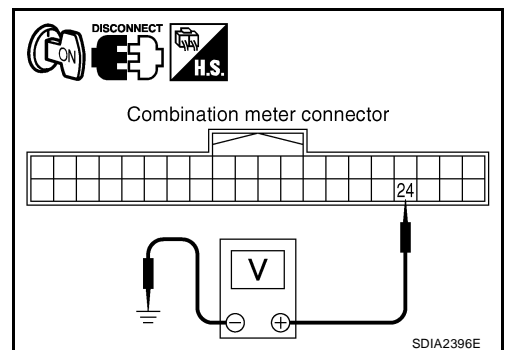 ON
DISCONNECT
H.S.
Combination meter connector
24
V
− +
SDIA2396E